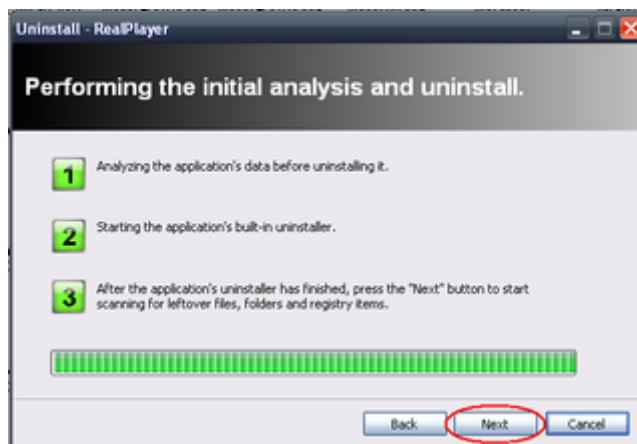 Uninstall - RealPlayer
Performing the initial analysis and uninstall.
1
Analyzing the application's data before uninstalling it.
2
Starting the application's built-in uninstaller.
3
After the application's uninstaller has finished, press the "Next" button to start
scanning for leftover files, folders and registry items.
Back Next Cancel